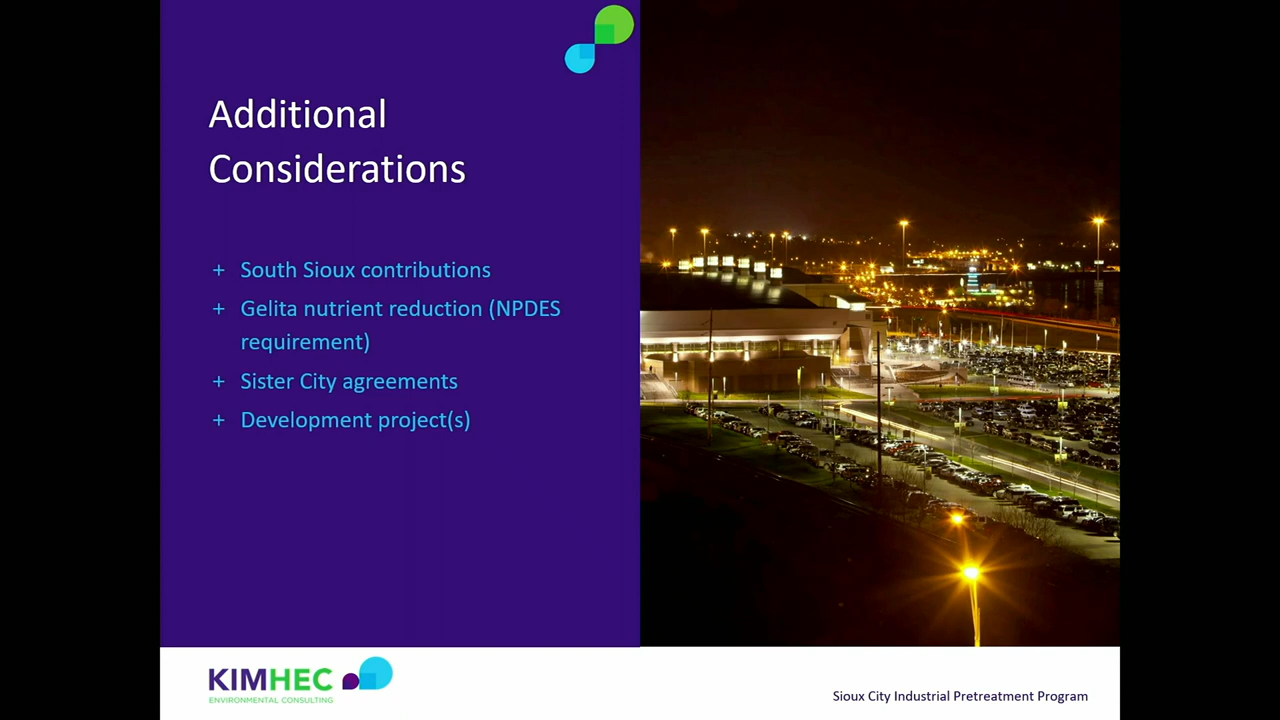 Additional
Considerations
+ South Sioux contributions
+ Gelita nutrient reduction (NPDES
requirement)
+ Sister City agreements
+ Development project(s)
KIMHEC
ENVIRONMENTAL CONSULTING
Sioux City Industrial Pretreatment Program